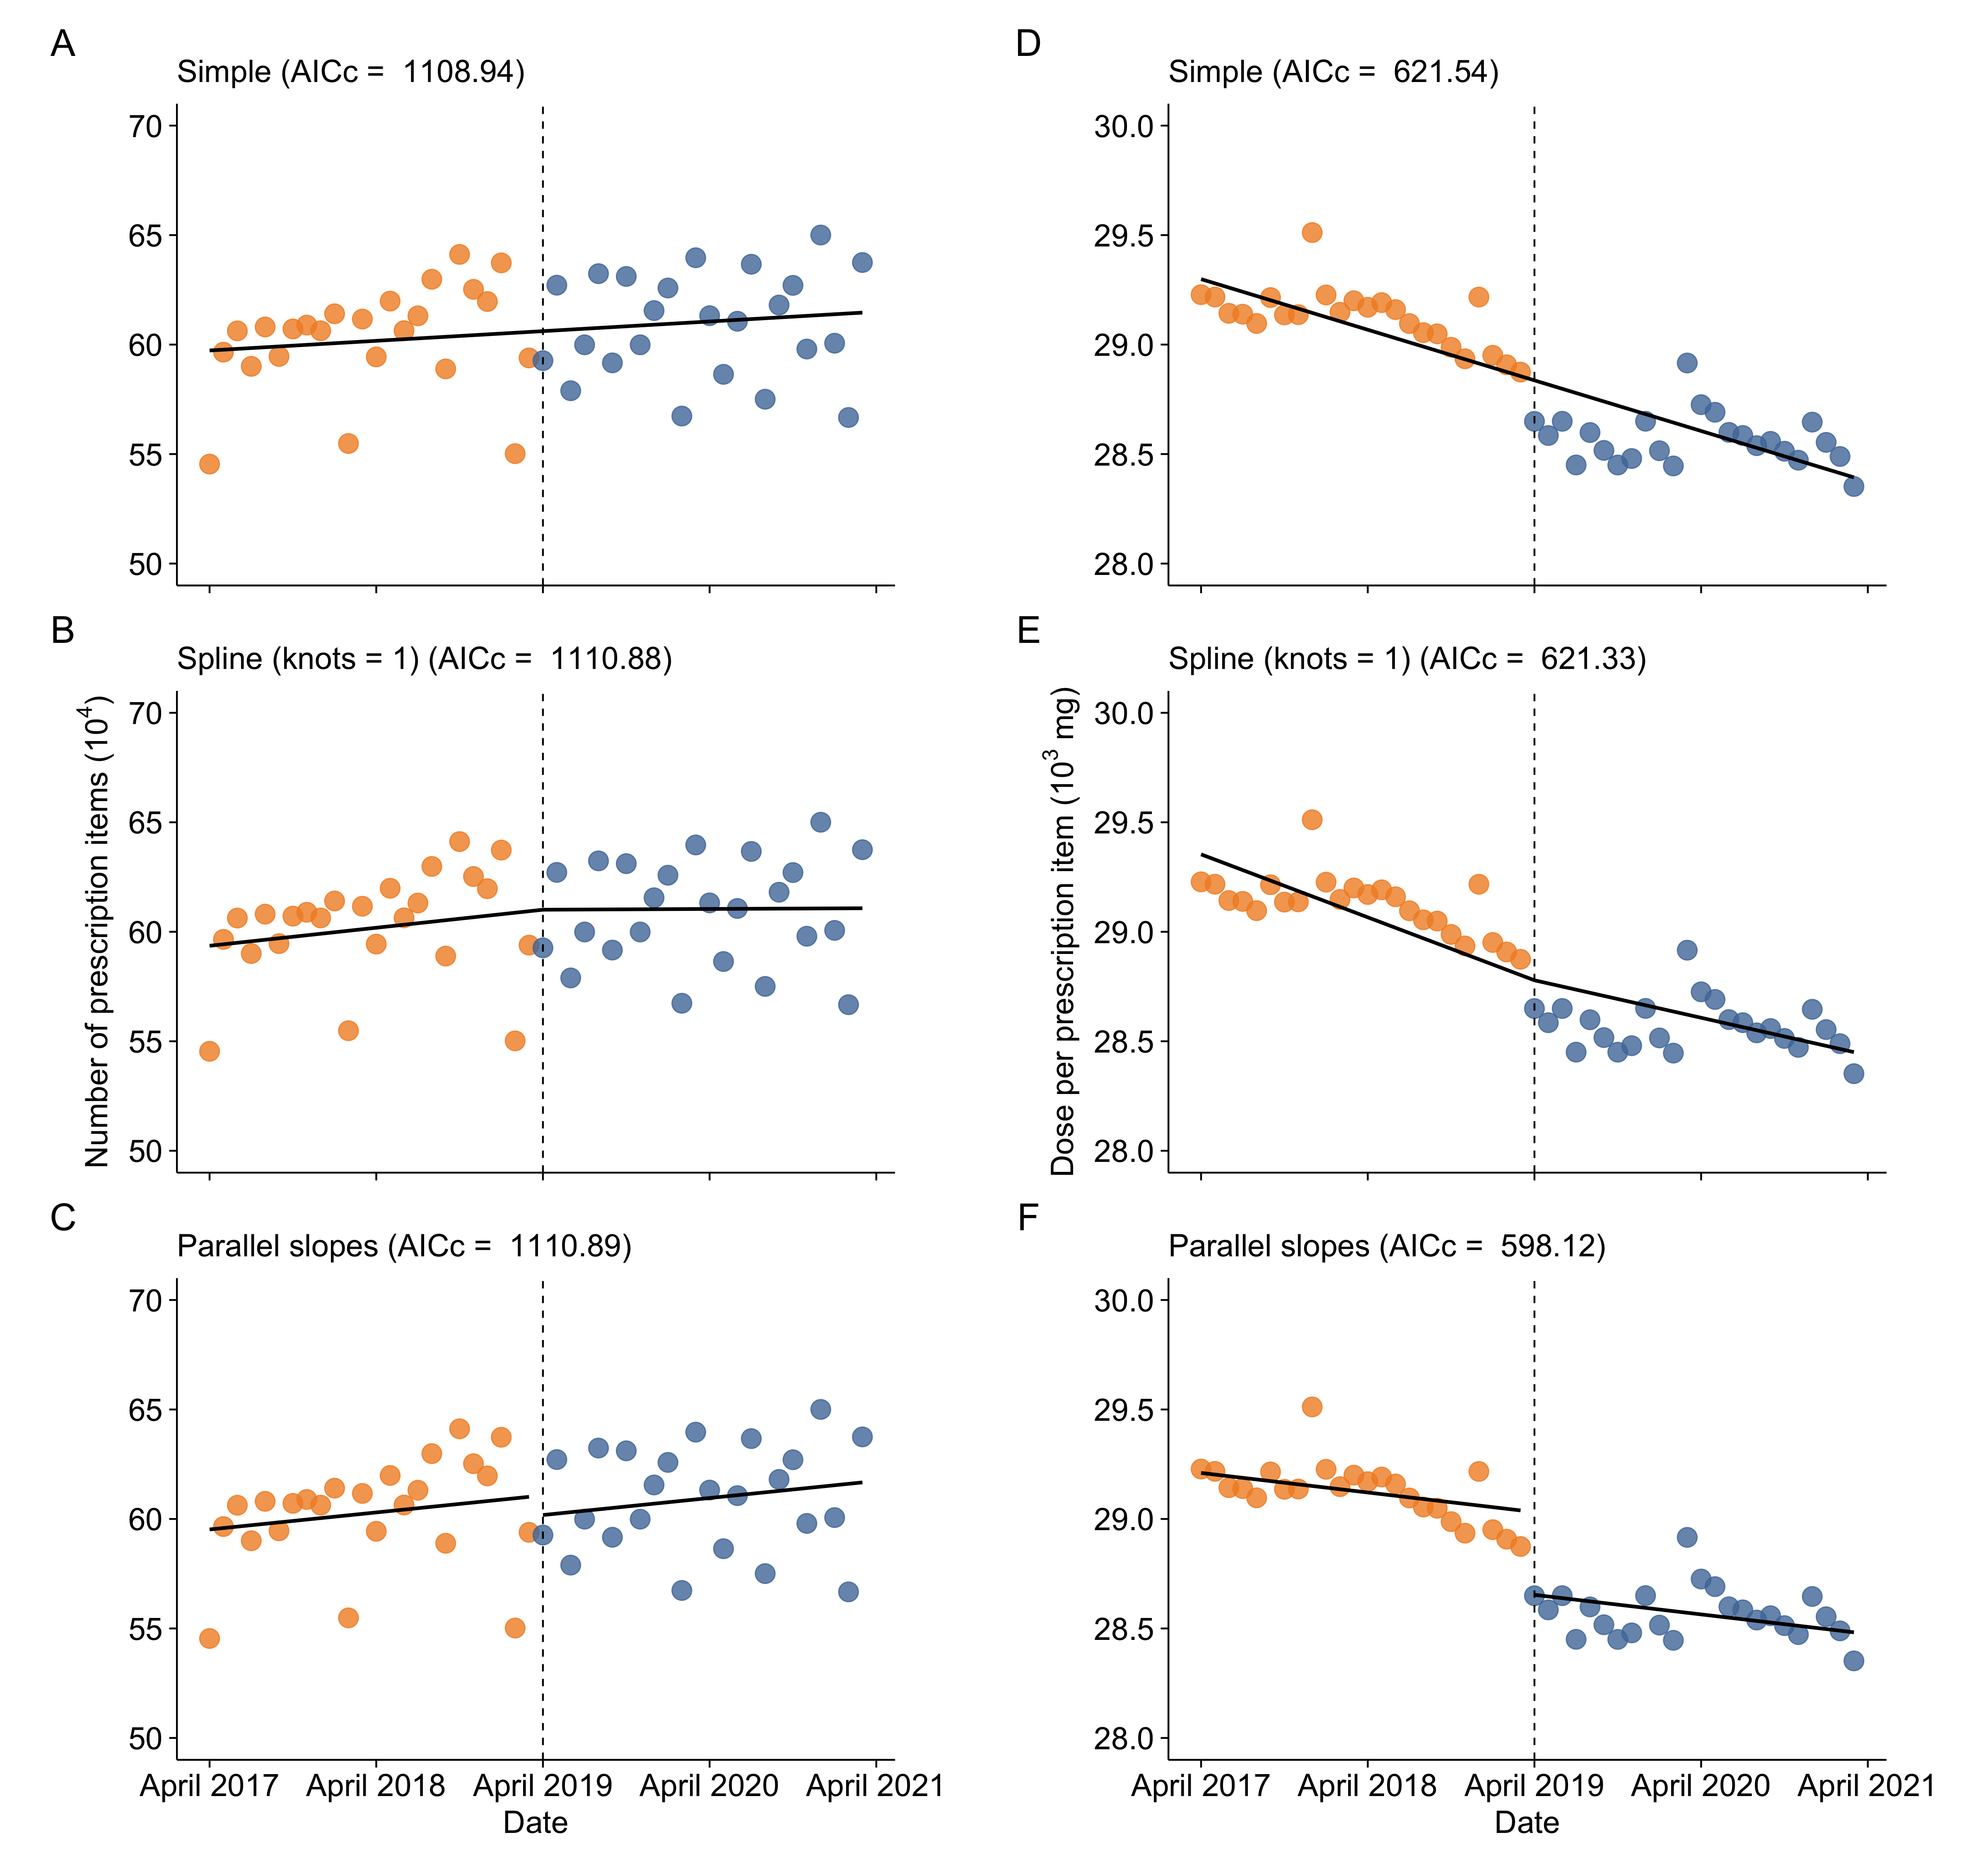 A
Simple (AICc =  1108.94)
70
65
60
55
50
B
Spline (knots = 1) (AICc =  1110.88)
Number of prescription items (10⁴)
70
65
60
55
50
C
Parallel slopes (AICc =  1110.89)
70
65
60
55
50
April 2017 April 2018 April 2019 April 2020 April 2021
Date
D
Simple (AICc =  621.54)
30.0
29.5
29.0
28.5
28.0
E
Spline (knots = 1) (AICc =  621.33)
Dose per prescription item (10³ mg)
30.0
29.5
29.0
28.5
28.0
F
Parallel slopes (AICc =  598.12)
30.0
29.5
29.0
28.5
28.0
April 2017 April 2018 April 2019 April 2020 April 2021
Date